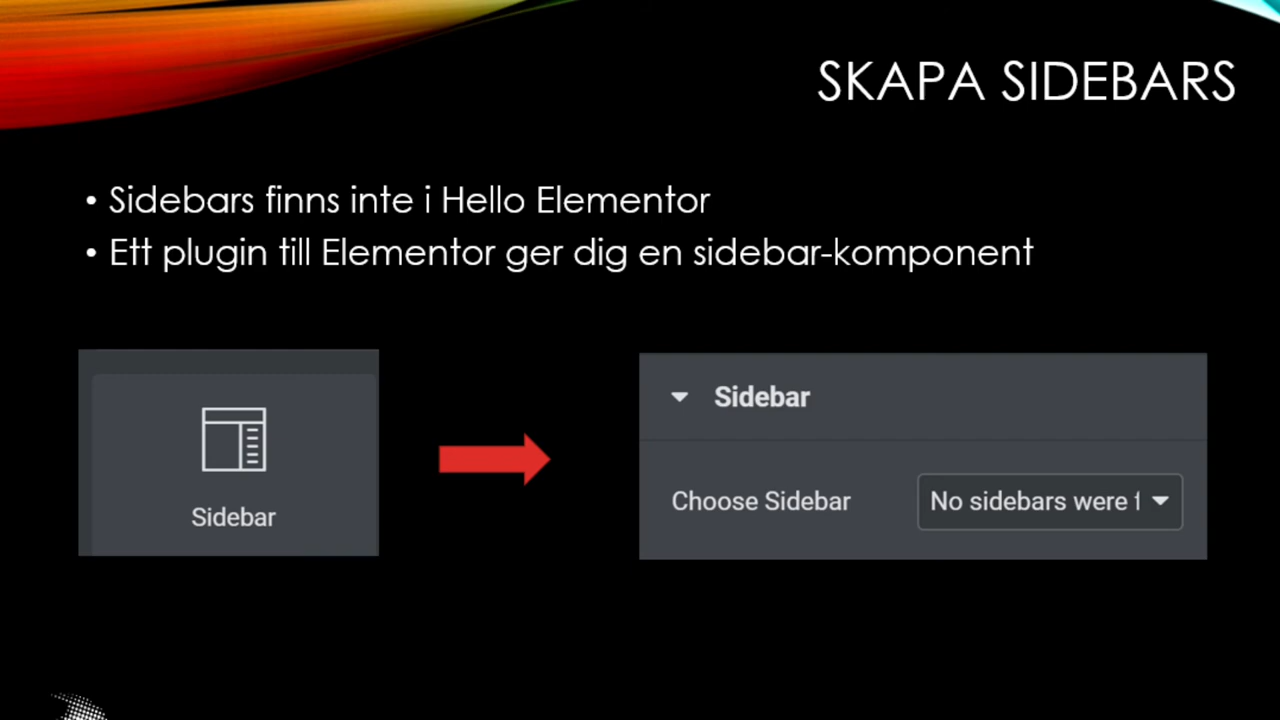 SKAPA SIDEBARS
• Sidebars finns inte i Hello Elementor
• Ett plugin till Elementor ger dig en sidebar-komponent
Sidebar
Sidebar
Choose Sidebar
No sidebars were